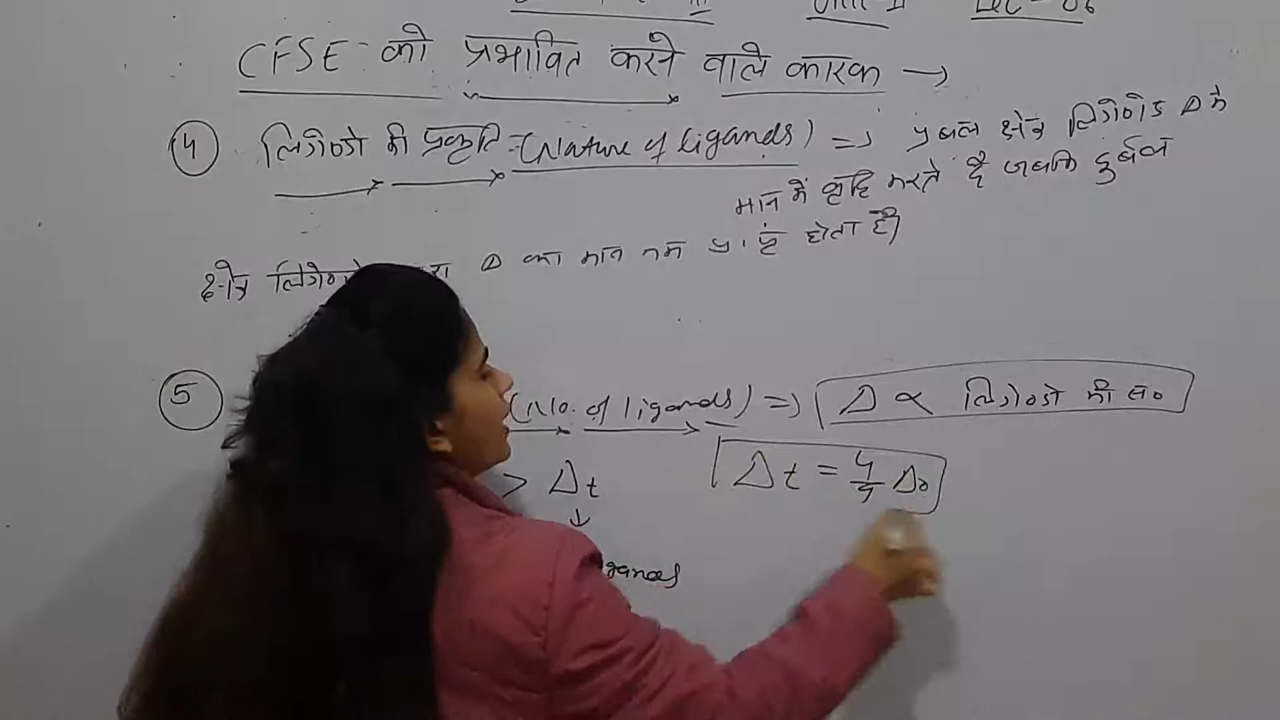 CFSE को प्रभावित करने वाले कारक →
④ लिगेण्डो की प्रकृति - (Nature of ligands) ⇒ प्रबल क्षेत्र लिगेण्ड Δ के
मान में वृद्धि करते है जबकि दुर्बल
क्षेत्र Δ का मान कम होता है।
⑤ (No. of ligands) ⇒ Δ ∝ लिगेण्डो की सं०
> Δt Δt = 4/9 Δo
↓